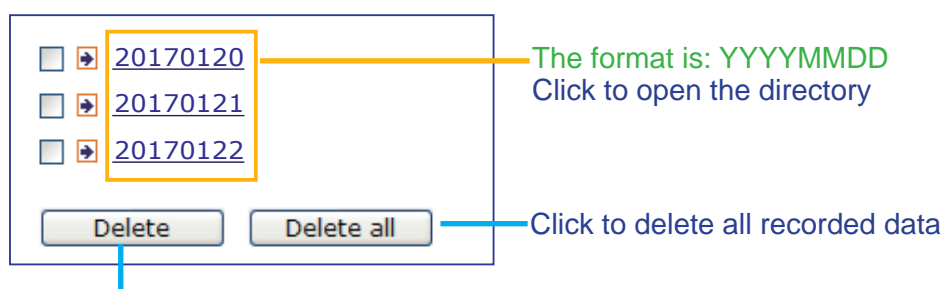 20170120
The format is: YYYYMMDD
Click to open the directory
20170121
20170122
Delete
Delete all
Click to delete all recorded data